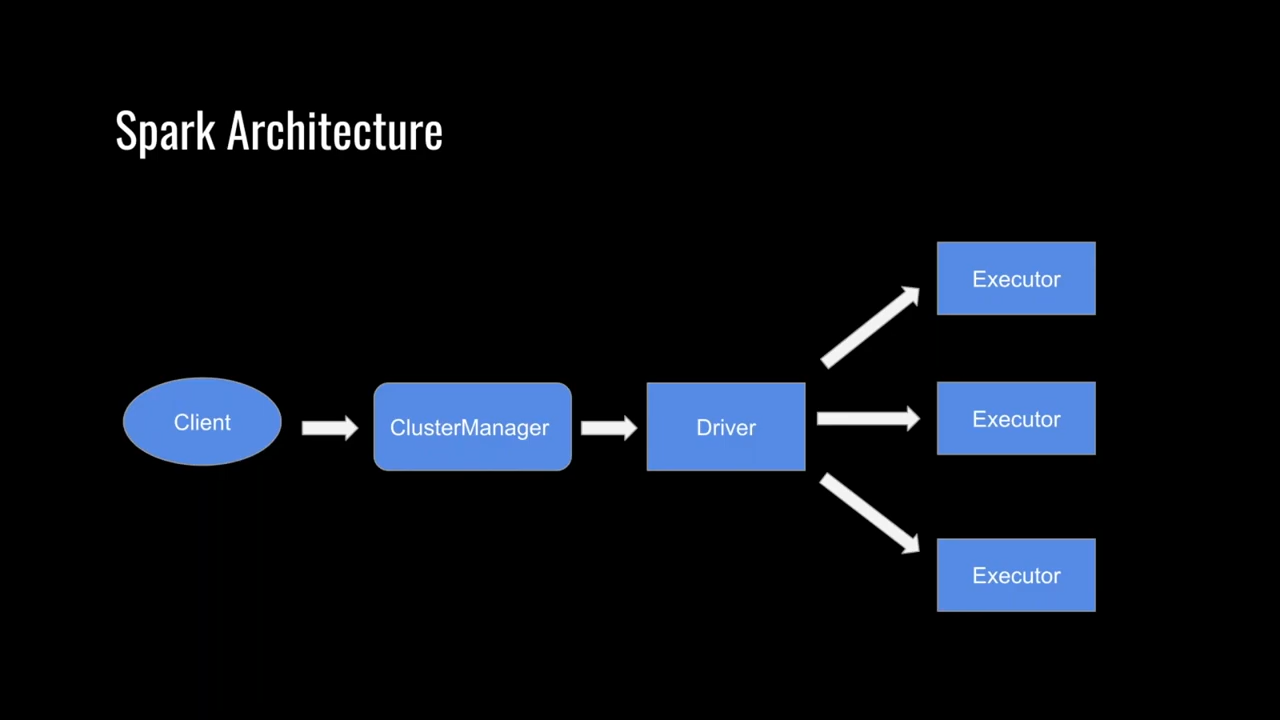 Spark Architecture
Executor
Client
ClusterManager
Driver
Executor
Executor